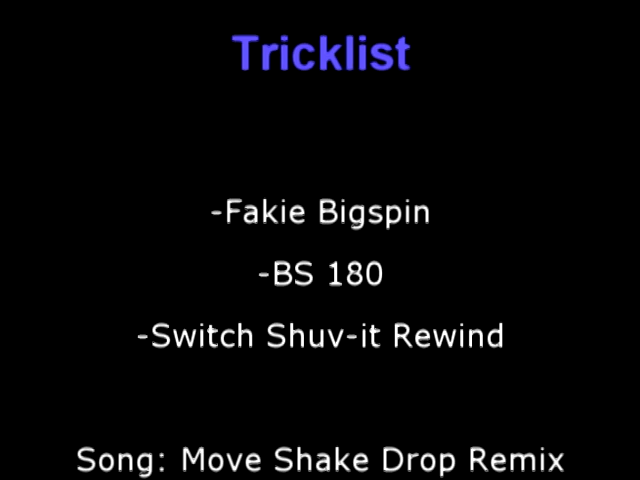 Tricklist
-Fakie Bigspin
-BS 180
-Switch Shuv-it Rewind
Song: Move Shake Drop Remix